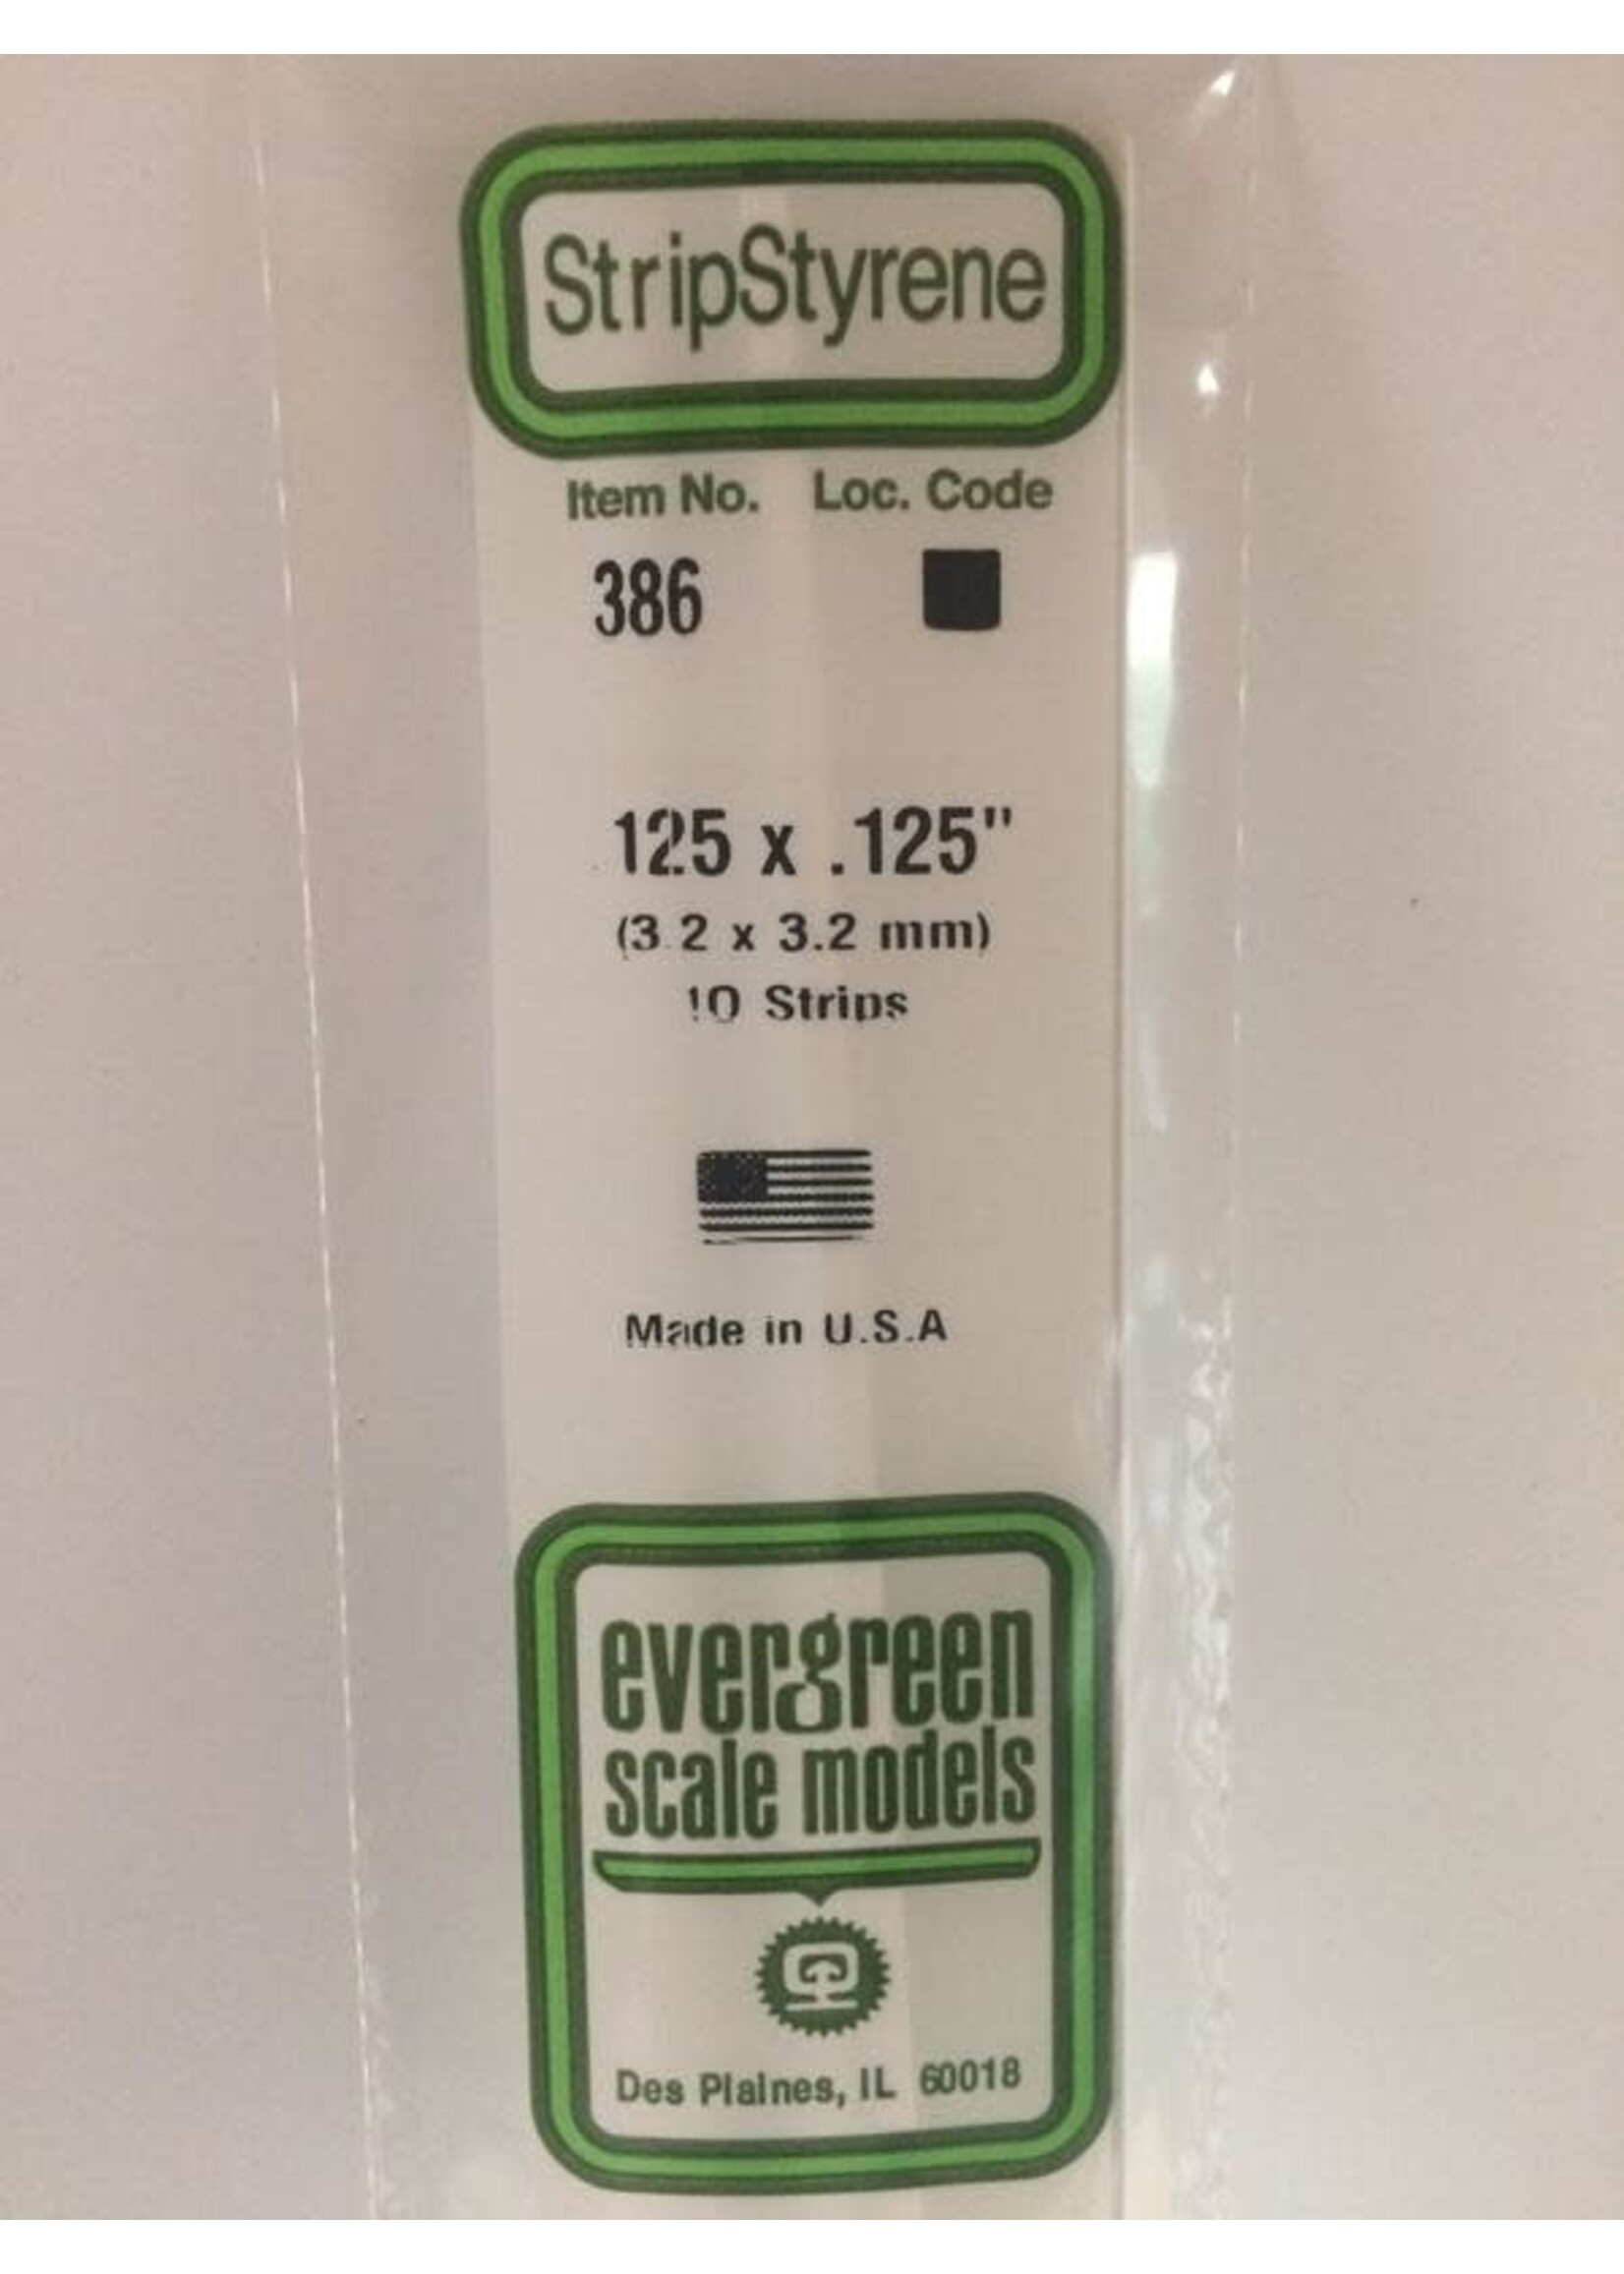 StripStyrene
Item No. Loc. Code
386
.125 x .125"
(3.2 x 3.2 mm)
10 Strips
Made in U.S.A
evergreen
scale models
Des Plaines, IL 60018